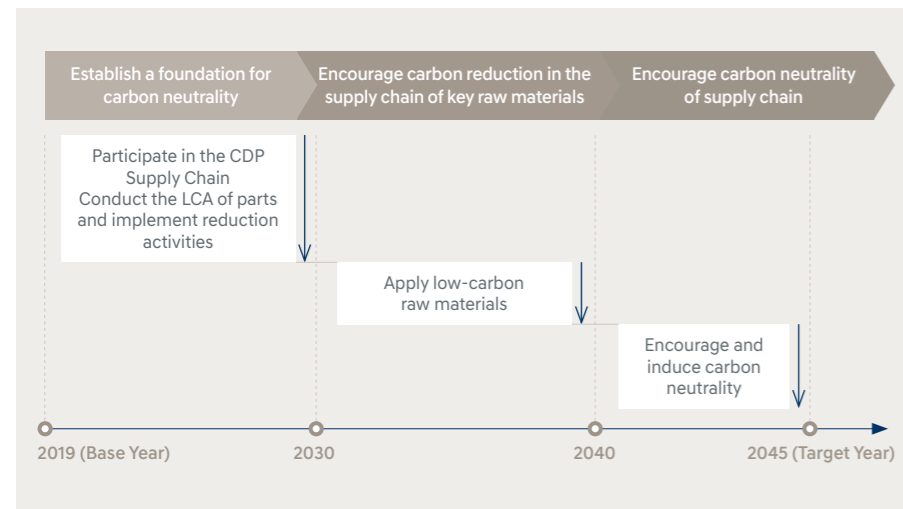 Establish a foundation for
carbon neutrality
Encourage carbon reduction in the
supply chain of key raw materials
Encourage carbon neutrality
of supply chain
Participate in the CDP
Supply Chain
Conduct the LCA of parts
and implement reduction
activities
Apply low-carbon
raw materials
Encourage and
induce carbon
neutrality
2019 (Base Year)
2030
2040
2045 (Target Year)